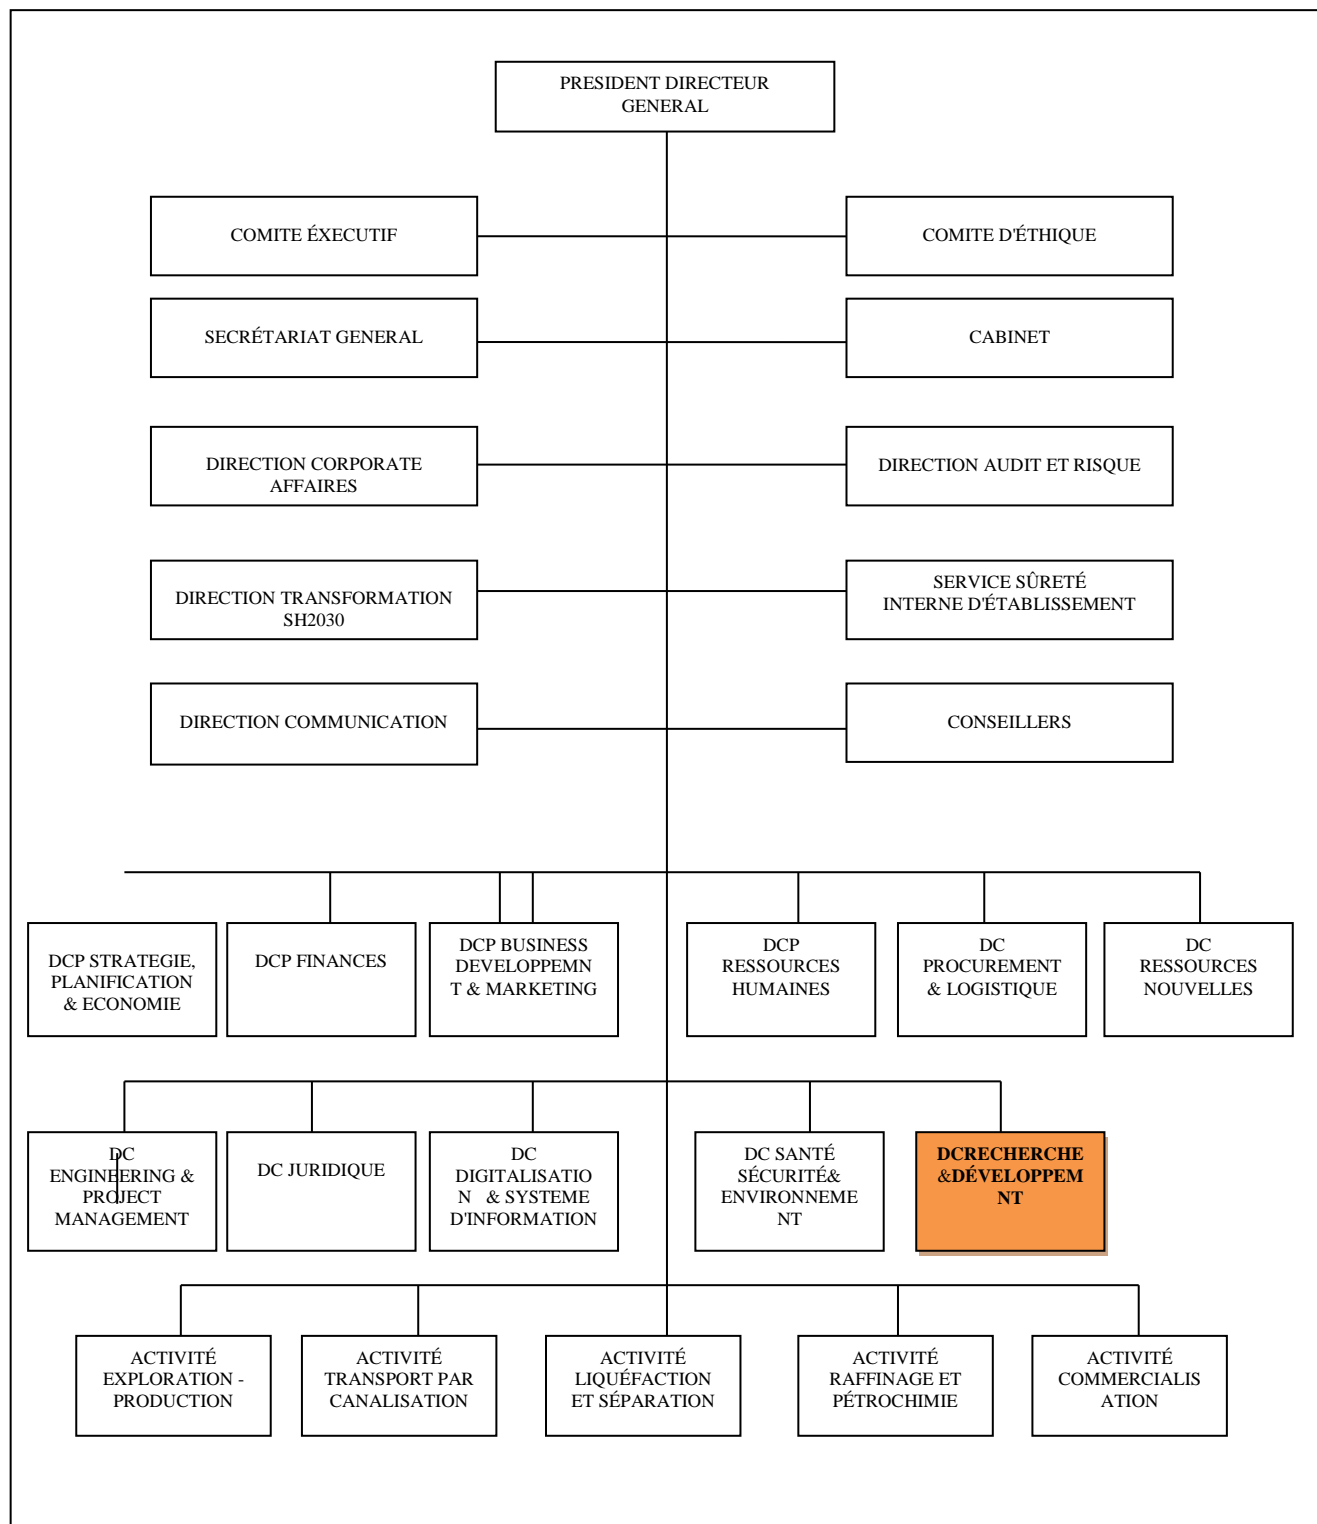 PRESIDENT DIRECTEUR
GENERAL
COMITE ÉXECUTIF
COMITE D'ÉTHIQUE
SECRÉTARIAT GENERAL
CABINET
DIRECTION CORPORATE
AFFAIRES
DIRECTION AUDIT ET RISQUE
DIRECTION TRANSFORMATION
SH2030
SERVICE SÛRETÉ
INTERNE D'ÉTABLISSEMENT
DIRECTION COMMUNICATION
CONSEILLERS
DCP STRATEGIE,
PLANIFICATION
& ECONOMIE
DCP FINANCES
DCP BUSINESS
DEVELOPPEMN
T & MARKETING
DCP
RESSOURCES
HUMAINES
DC
PROCUREMENT
& LOGISTIQUE
DC
RESSOURCES
NOUVELLES
DC
ENGINEERING &
PROJECT
MANAGEMENT
DC JURIDIQUE
DC
DIGITALISATIO
N & SYSTEME
D'INFORMATION
DC SANTÉ
SÉCURITÉ&
ENVIRONNEME
NT
DCRECHERCHE
&DÉVELOPPEM
NT
ACTIVITÉ
EXPLORATION -
PRODUCTION
ACTIVITÉ
TRANSPORT PAR
CANALISATION
ACTIVITÉ
LIQUÉFACTION
ET SÉPARATION
ACTIVITÉ
RAFFINAGE ET
PÉTROCHIMIE
ACTIVITÉ
COMMERCIALIS
ATION